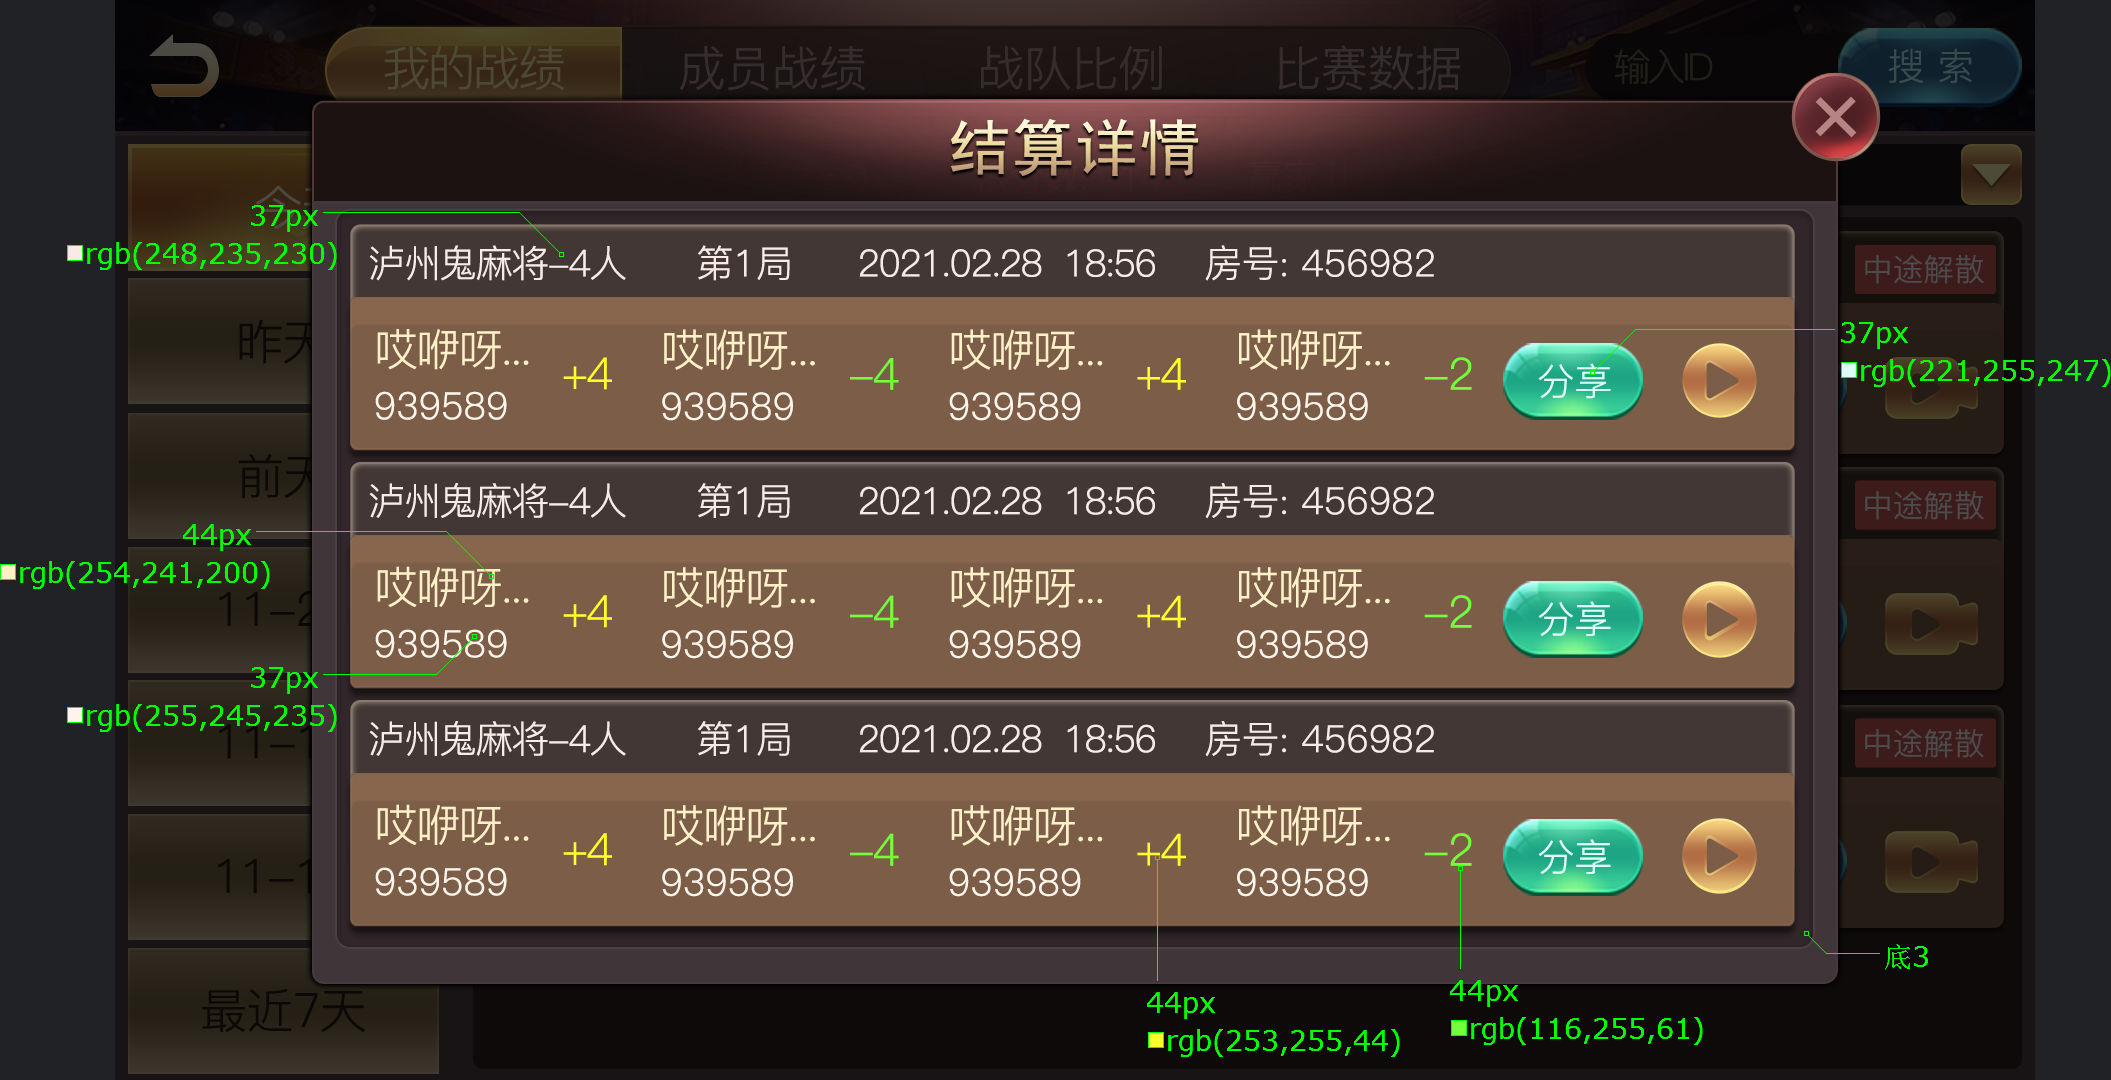 我的战绩
成员战绩
战队比例
比赛数据
输入ID
搜 索
结算详情
今
37px
rgb(248,235,230)
泸州鬼麻将-4人 第1局 2021.02.28 18:56 房号: 456982
中途解散
昨天
哎咿呀... +4 哎咿呀... -4 哎咿呀... +4 哎咿呀... -2 分享
939589 939589 939589 939589
37px
rgb(221,255,247)
前天
泸州鬼麻将-4人 第1局 2021.02.28 18:56 房号: 456982
中途解散
44px
rgb(254,241,200)
11-2
哎咿呀... +4 哎咿呀... -4 哎咿呀... +4 哎咿呀... -2 分享
939589 939589 939589 939589
37px
rgb(255,245,235)
11-1
泸州鬼麻将-4人 第1局 2021.02.28 18:56 房号: 456982
中途解散
11-1
哎咿呀... +4 哎咿呀... -4 哎咿呀... +4 哎咿呀... -2 分享
939589 939589 939589 939589
底3
最近7天
44px
rgb(253,255,44)
44px
rgb(116,255,61)